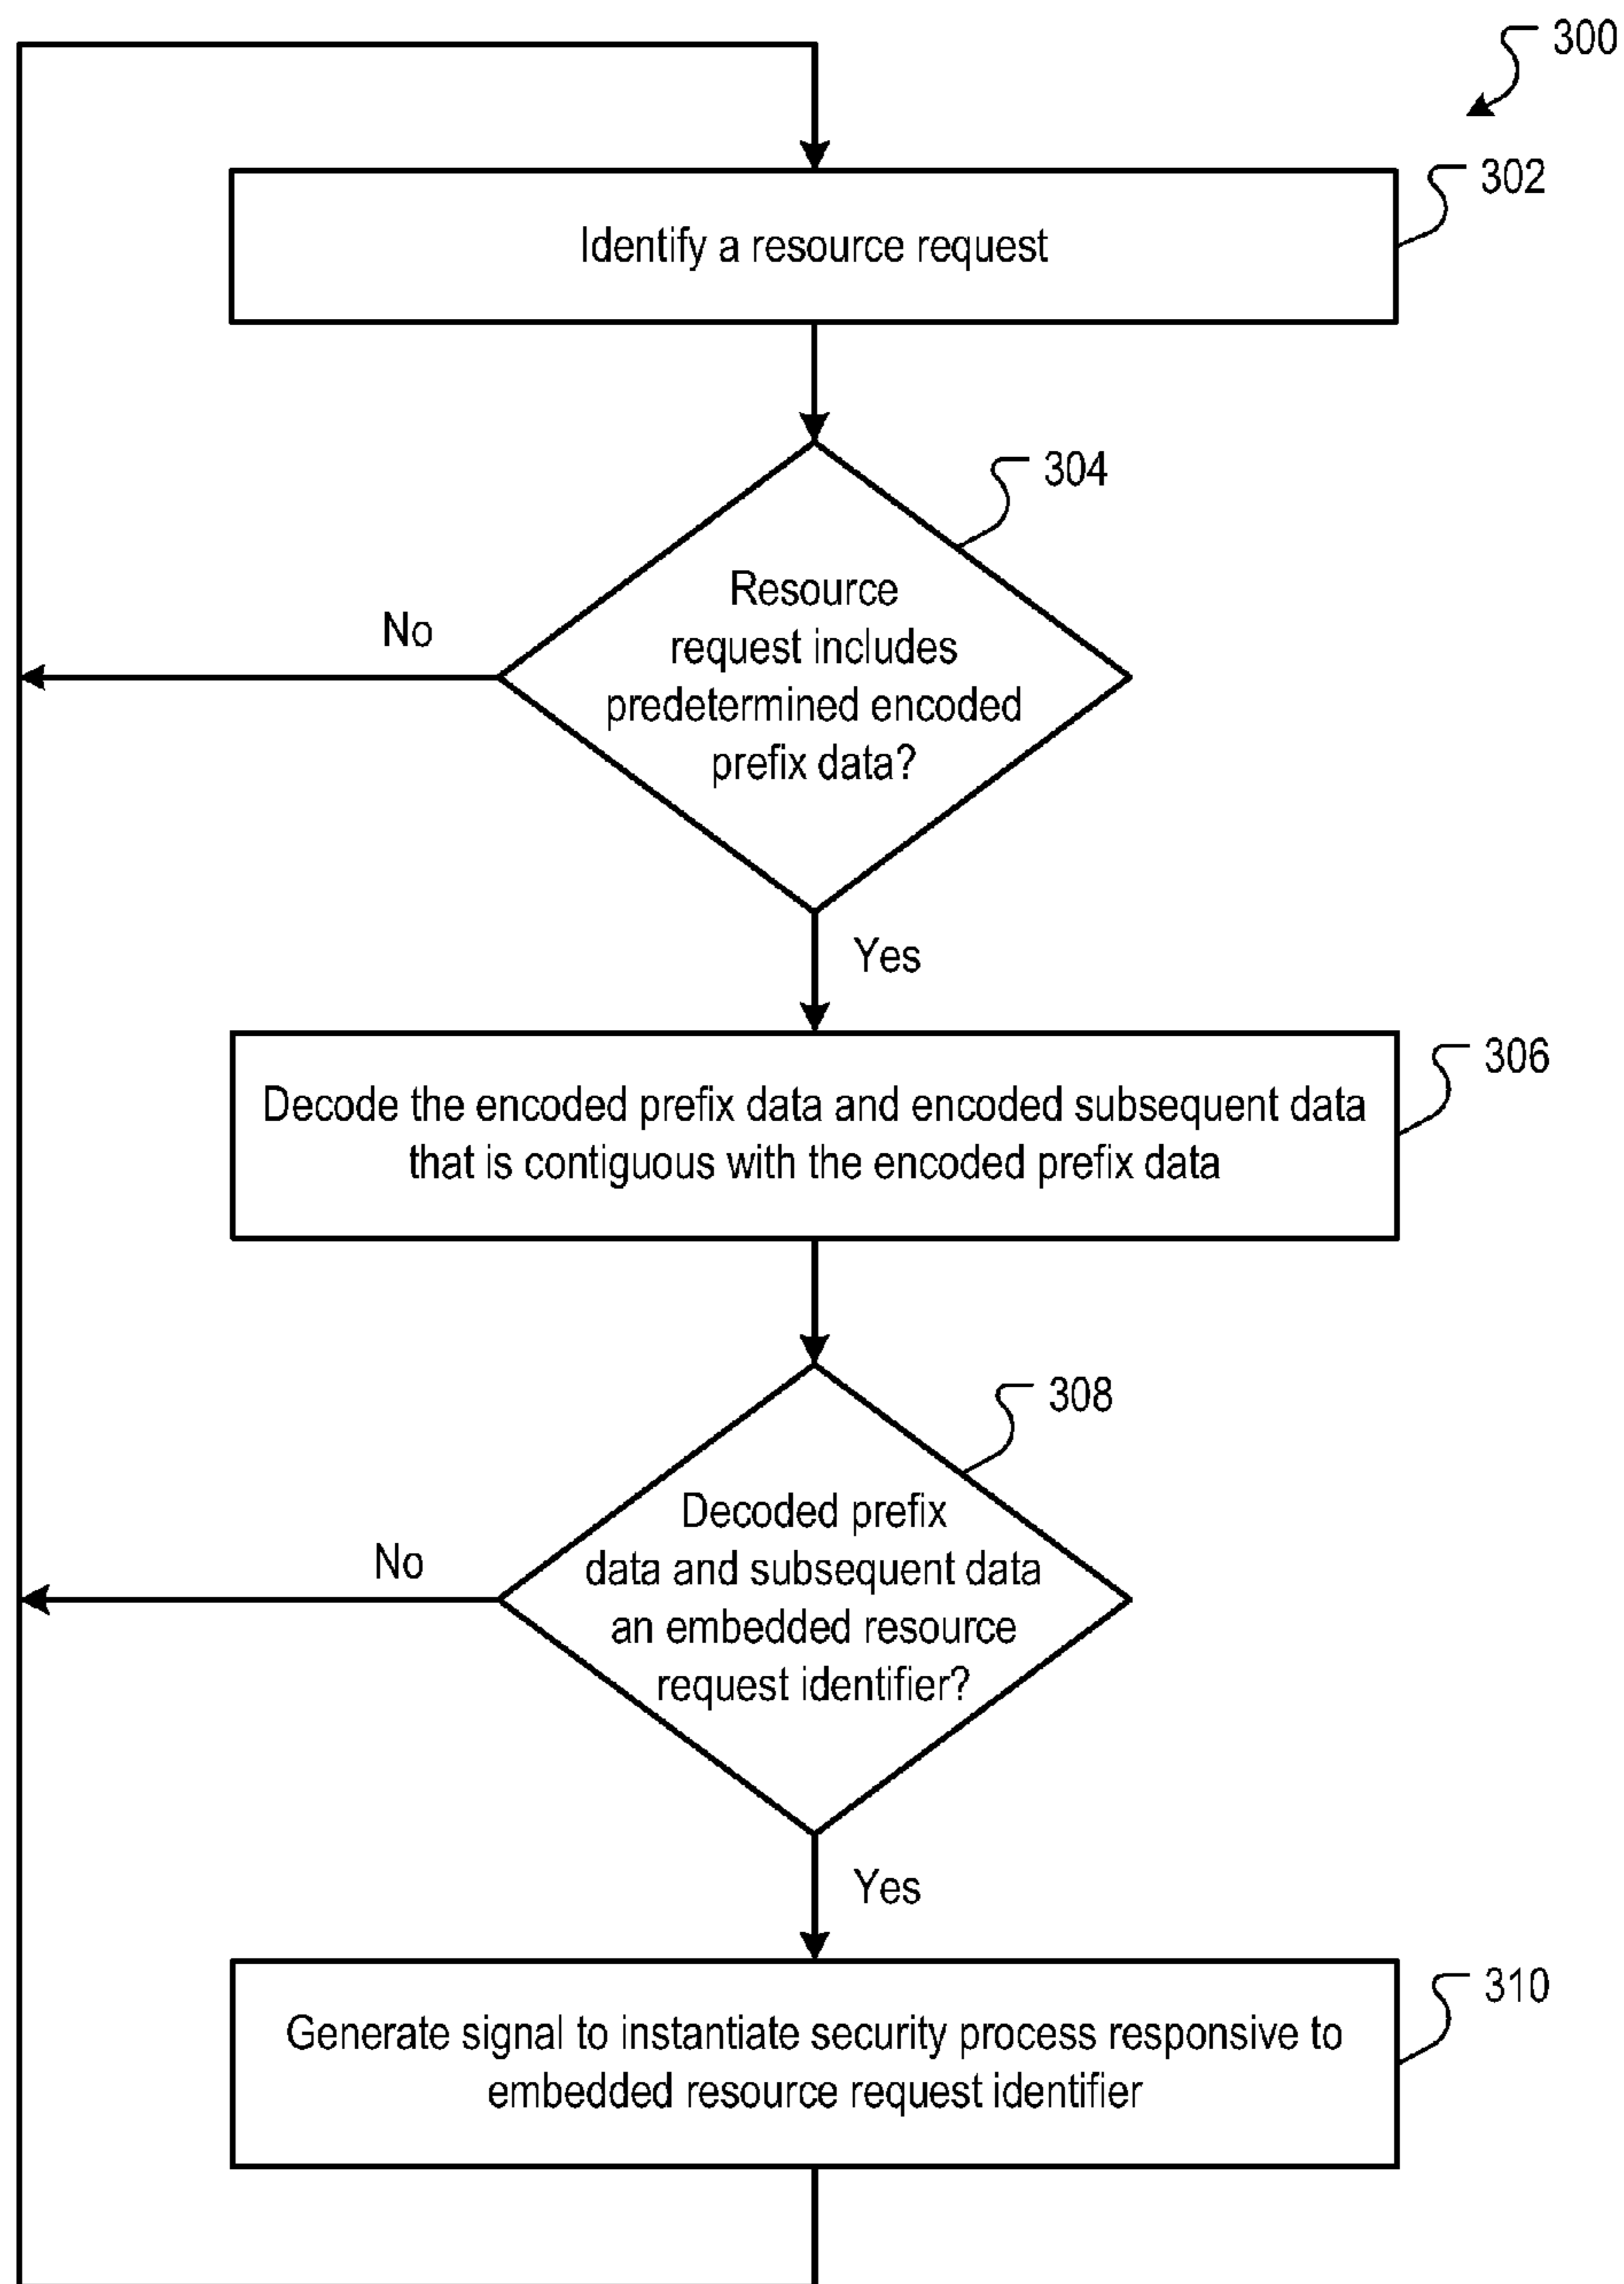 300
302
Identify a resource request
304
Resource
request includes
predetermined encoded
prefix data?
No
Yes
306
Decode the encoded prefix data and encoded subsequent data
that is contiguous with the encoded prefix data
308
Decoded prefix
data and subsequent data
an embedded resource
request identifier?
No
Yes
310
Generate signal to instantiate security process responsive to
embedded resource request identifier